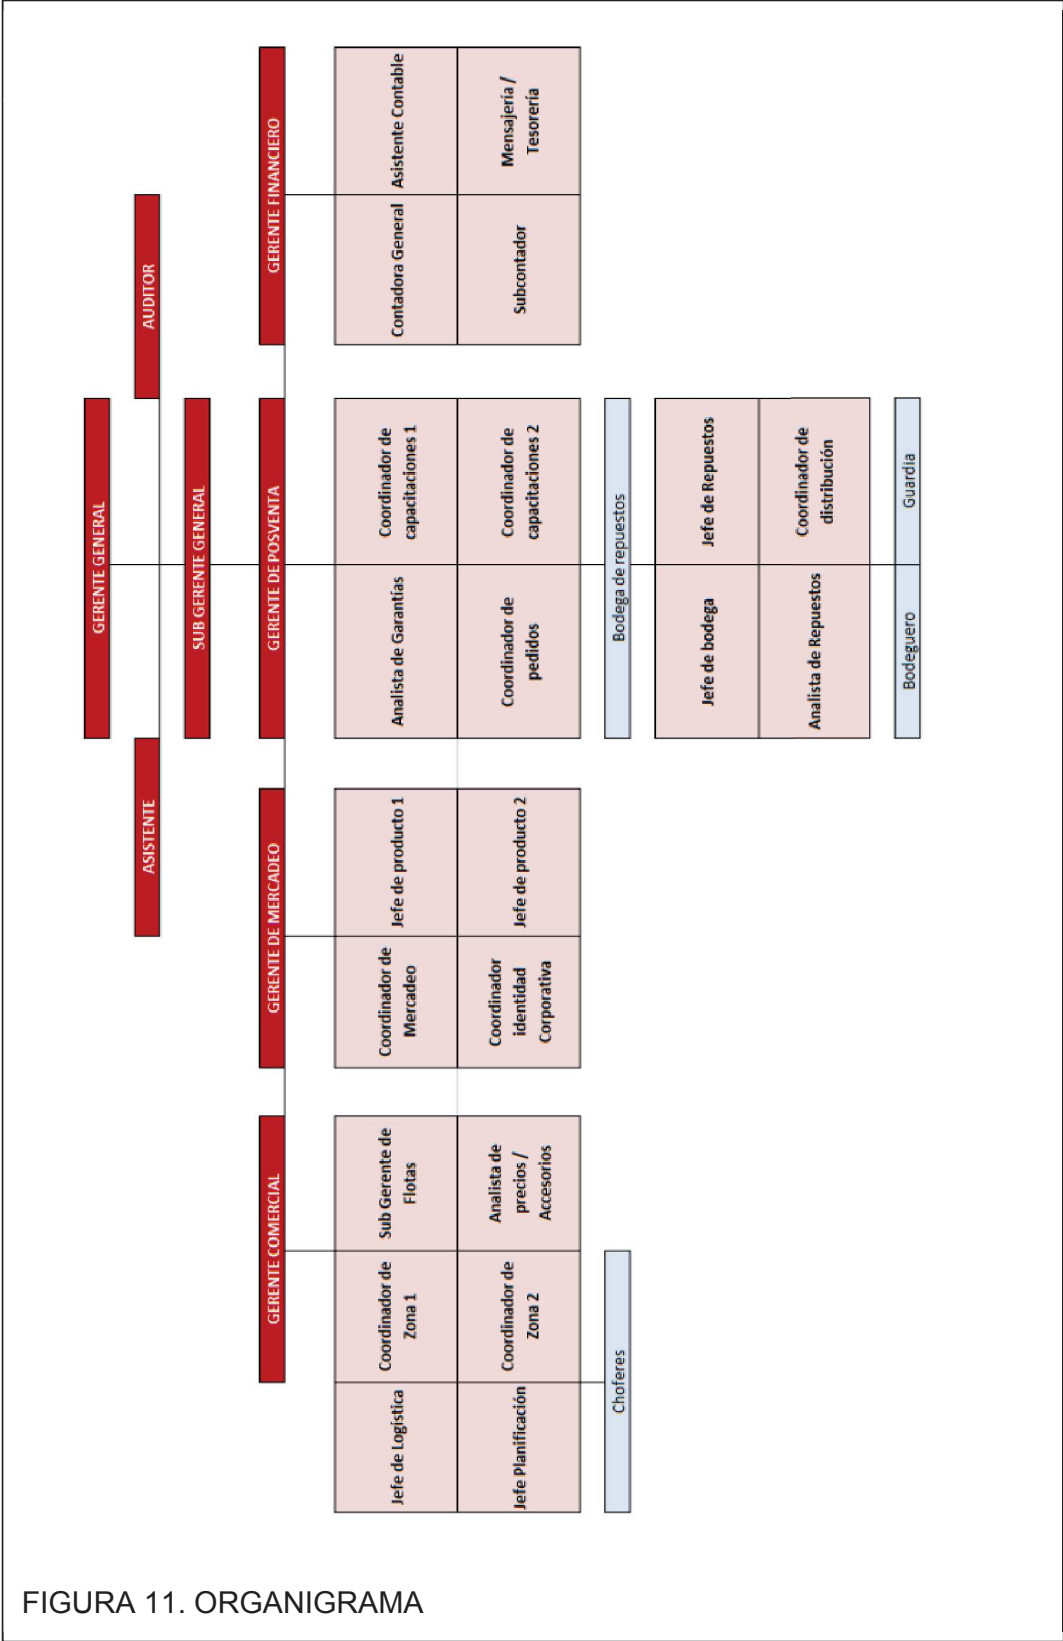 GERENTE GENERAL
ASISTENTE
AUDITOR
SUB GERENTE GENERAL
GERENTE COMERCIAL
GERENTE DE MERCADEO
GERENTE DE POSVENTA
GERENTE FINANCIERO
Jefe de Logística
Coordinador de
Zona 1
Sub Gerente de
Flotas
Coordinador de
Mercadeo
Jefe de producto 1
Analista de Garantías
Coordinador de
capacitaciones 1
Contadora General
Asistente Contable
Jefe Planificación
Coordinador de
Zona 2
Analista de
precios /
Accesorios
Coordinador
identidad
Corporativa
Jefe de producto 2
Coordinador de
pedidos
Coordinador de
capacitaciones 2
Subcontador
Mensajería /
Tesorería
Choferes
Bodega de repuestos
Jefe de bodega
Jefe de Repuestos
Analista de Repuestos
Coordinador de
distribución
Bodeguero
Guardia
FIGURA 11. ORGANIGRAMA